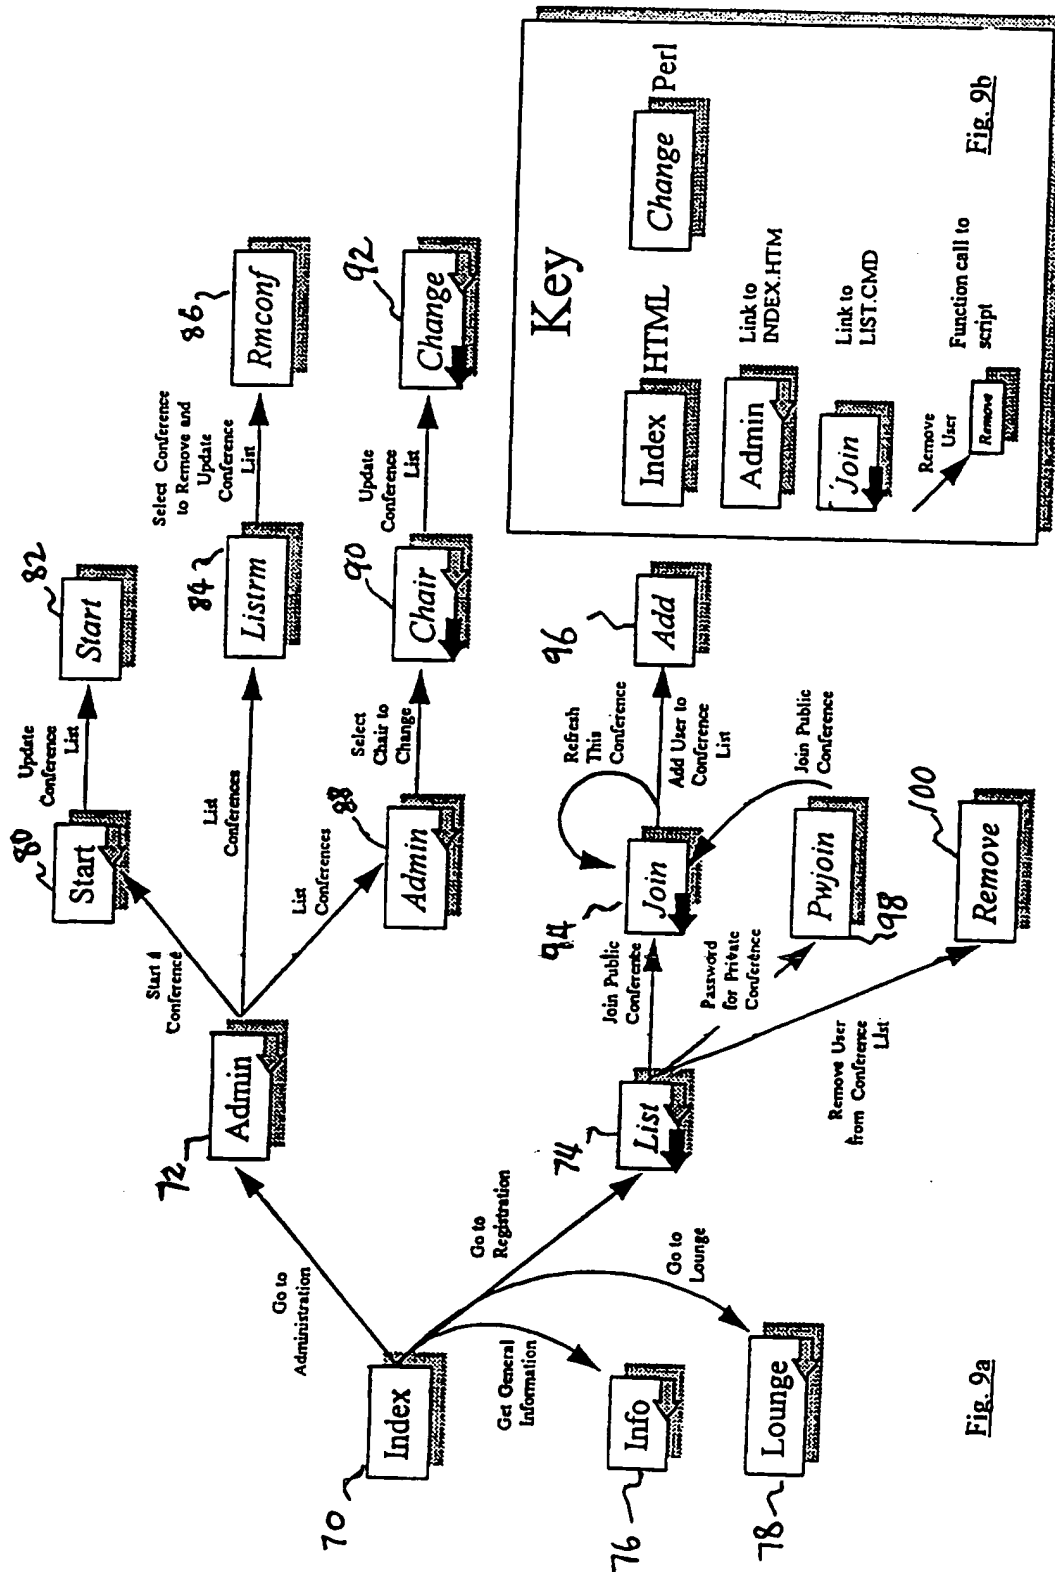 70
Index
Go to
Administration
72
Admin
Start a
Conference
80
Start
Update
Conference
List
82
Start
List
Conferences
84
Listrm
Select Conference
to Remove and
Update
Conference
List
86
Rmconf
List
Conferences
88
Admin
Select
Chair to
Change
90
Chair
Update
Conference
List
92
Change
Go to
Registration
74
List
Join Public
Conference
94
Join
Refresh
This
Conference
Add User to
Conference
List
96
Add
Password
for Private
Conference
Pwjoin
98
Join Public
Conference
Remove User
from Conference
List
Remove
100
Get General
Information
76
Info
Go to
Lounge
78
Lounge
Fig. 9a
Key
Index
HTML
Change
Perl
Admin
Link to
INDEX.HTM
Join
Link to
LIST.CMD
Remove
User
Remove
Function call to
script
Fig. 9b